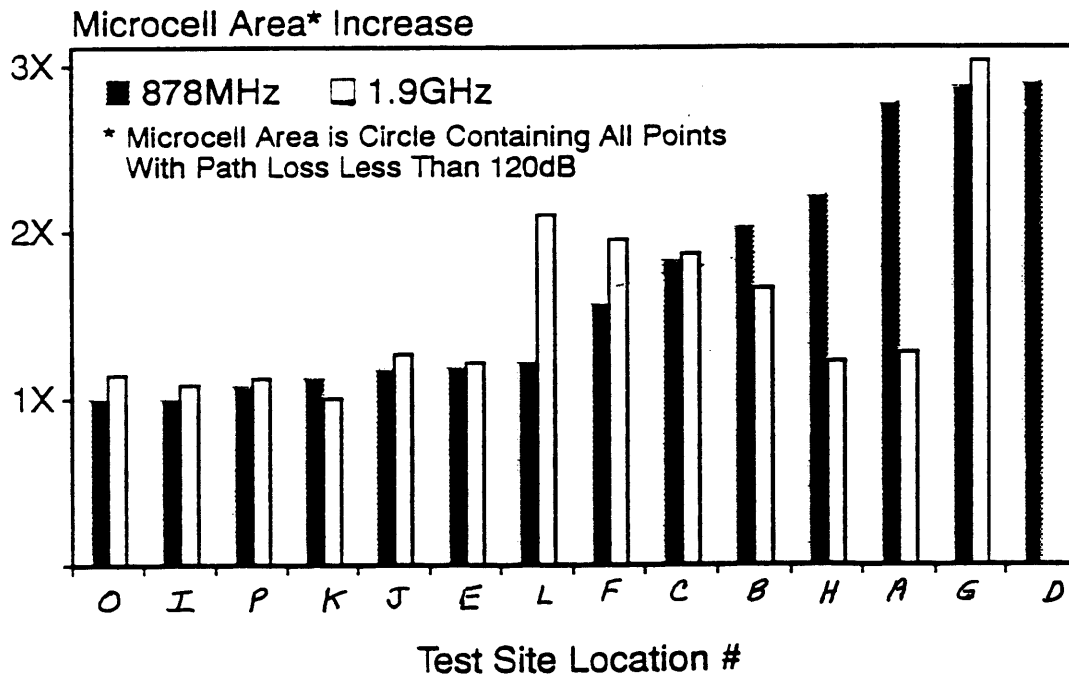 Microcell Area* Increase
3X
■ 878MHz □ 1.9GHz
* Microcell Area is Circle Containing All Points
With Path Loss Less Than 120dB
2X
1X
O I P K J E L F C B H A G D
Test Site Location #